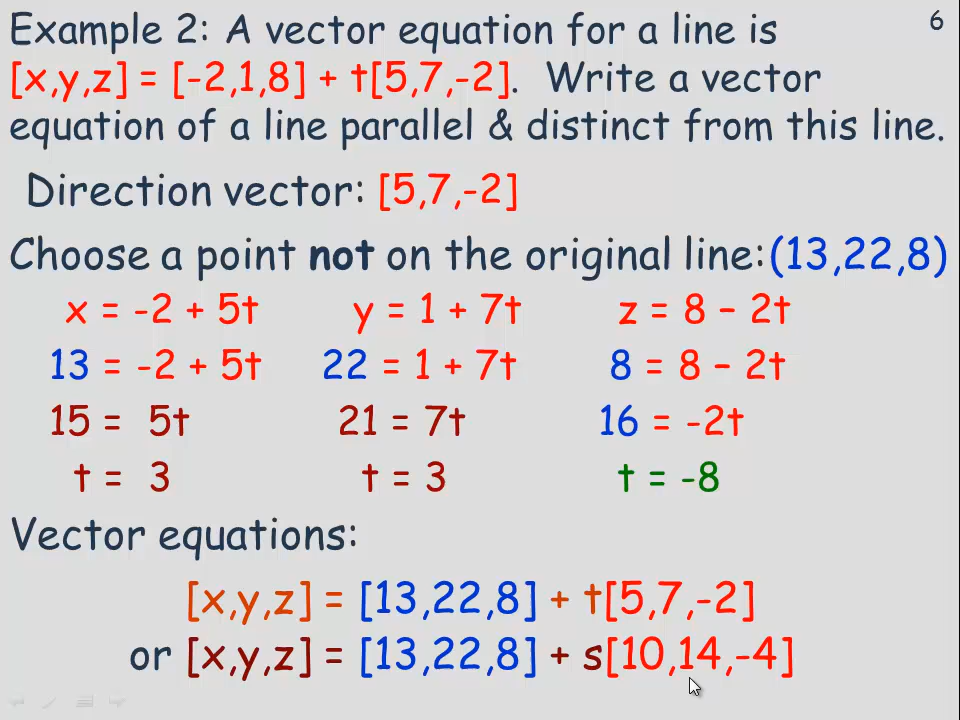 6
Example 2: A vector equation for a line is
[x,y,z] = [-2,1,8] + t[5,7,-2]. Write a vector
equation of a line parallel & distinct from this line.
Direction vector: [5,7,-2]
Choose a point not on the original line: (13,22,8)
x = -2 + 5t y = 1 + 7t z = 8 – 2t
13 = -2 + 5t 22 = 1 + 7t 8 = 8 – 2t
15 = 5t 21 = 7t 16 = -2t
t = 3 t = 3 t = -8
Vector equations:
[x,y,z] = [13,22,8] + t[5,7,-2]
or [x,y,z] = [13,22,8] + s[10,14,-4]